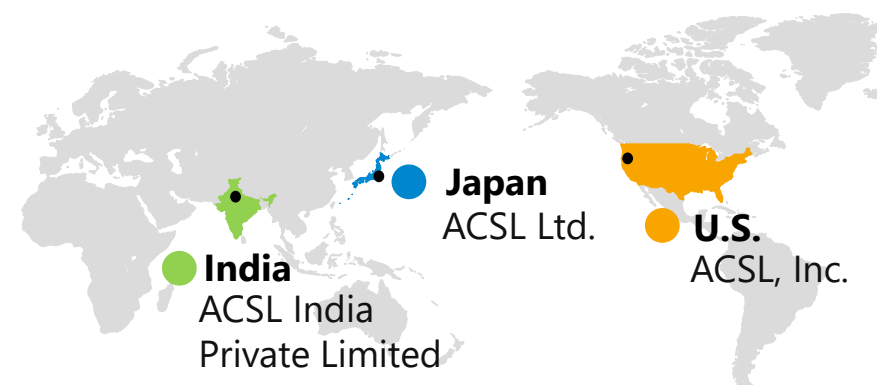 Japan
ACSL Ltd.
U.S.
ACSL, Inc.
India
ACSL India
Private Limited